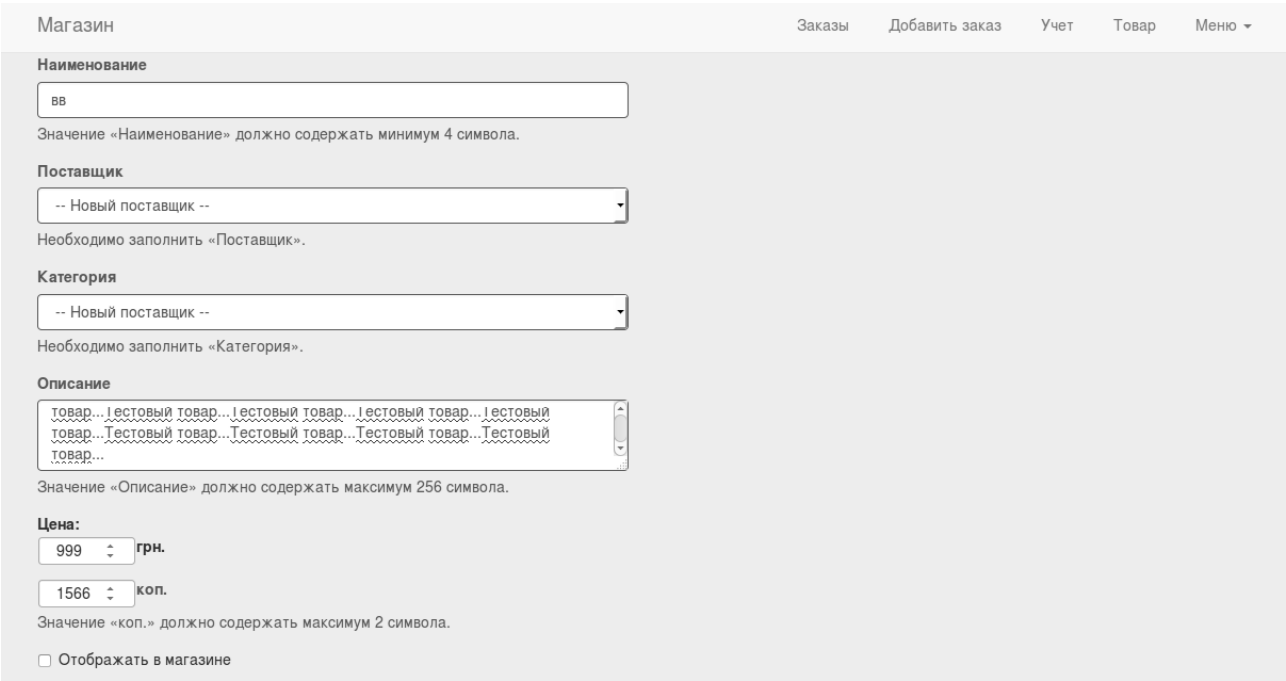 Магазин Заказы Добавить заказ Учет Товар Меню
Наименование
вв
Значение «Наименование» должно содержать минимум 4 символа.
Поставщик
-- Новый поставщик --
Необходимо заполнить «Поставщик».
Категория
-- Новый поставщик --
Необходимо заполнить «Категория».
Описание
товар...Тестовый товар...Тестовый товар...Тестовый товар...Тестовый
товар...Тестовый товар...Тестовый товар...Тестовый товар...Тестовый
товар...
Значение «Описание» должно содержать максимум 256 символа.
Цена:
999 грн.
1566 коп.
Значение «коп.» должно содержать максимум 2 символа.
Отображать в магазине